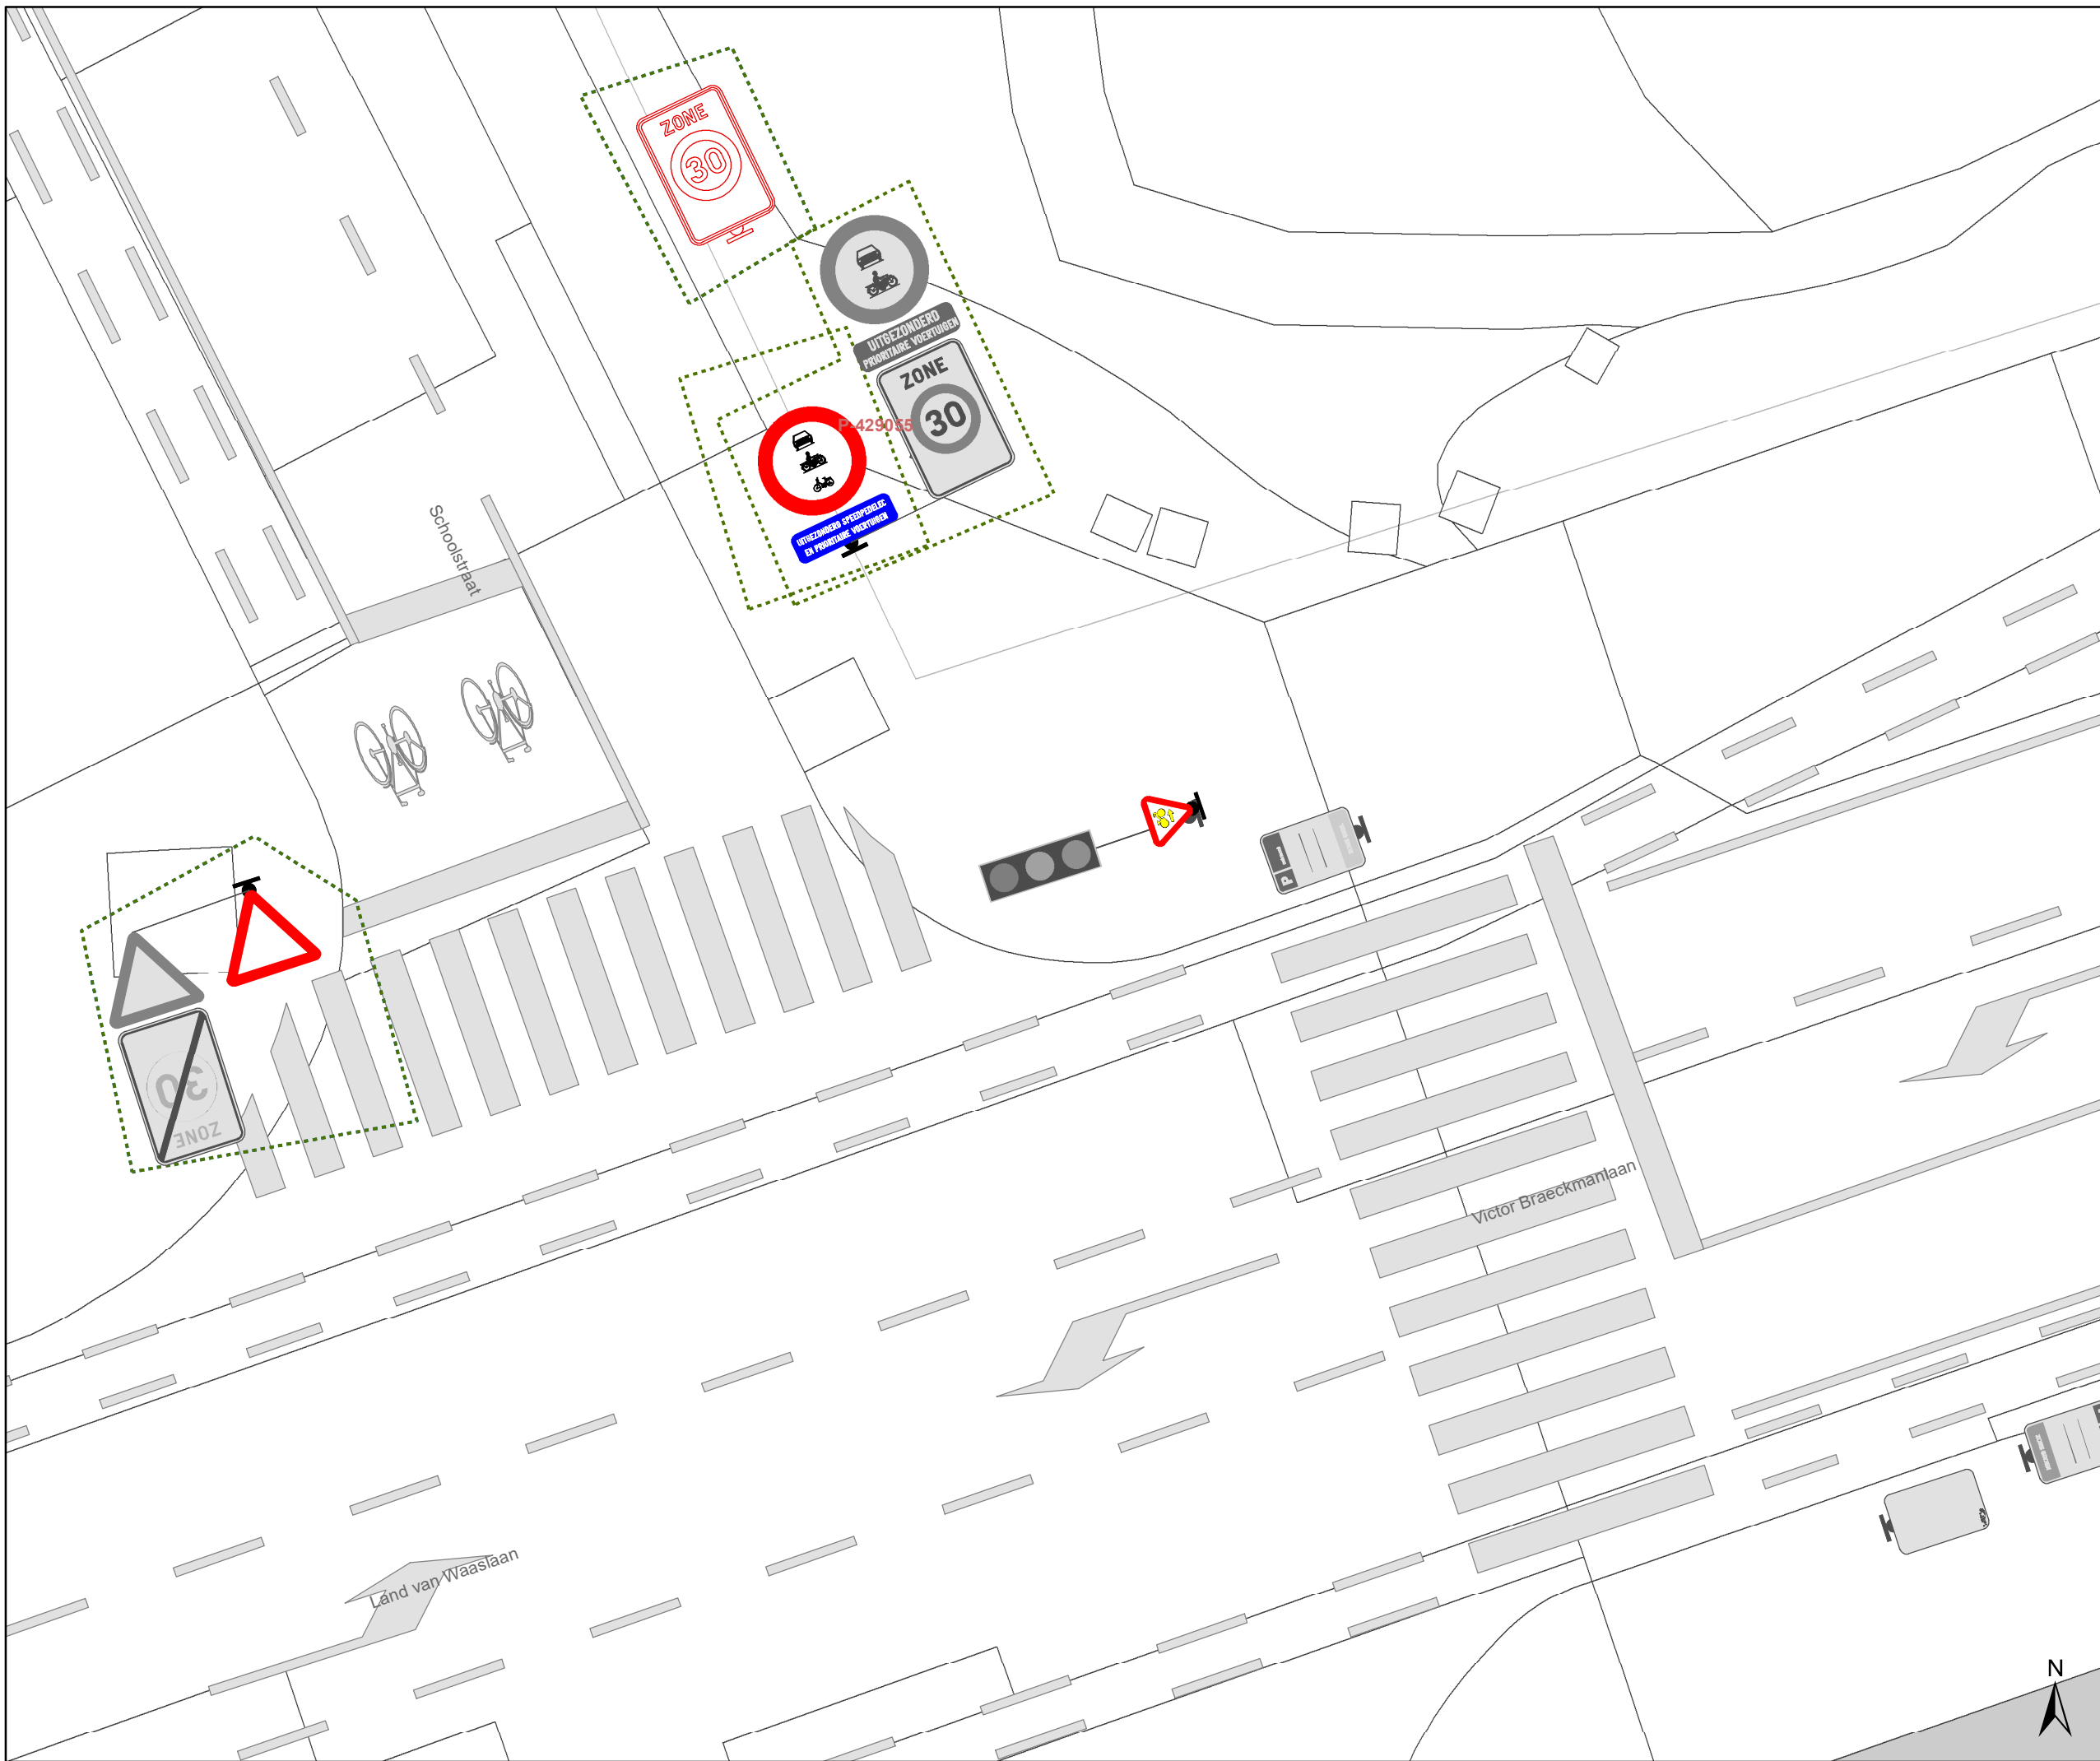 ZONE
30
UITGEZONDERD
PRIORITAIRE VOERTUIGEN
ZONE
30
P-429055
UITGEZONDERD SPEEDPEDELEC
EN PRIORITAIRE VOERTUIGEN
Schoolstraat
P
30
ZONE
Victor Braeckmanlaan
Land van Waaslaan
N